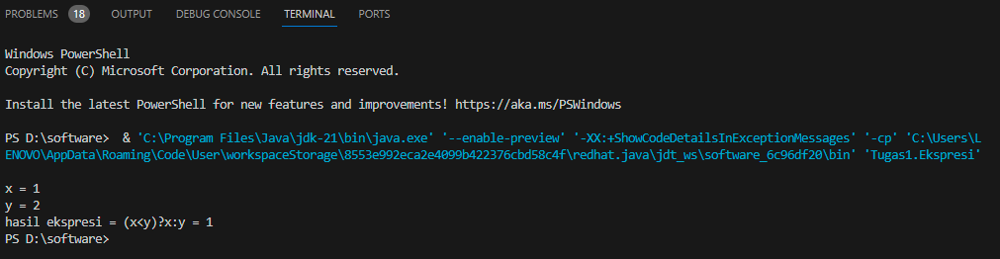 PROBLEMS 18 OUTPUT DEBUG CONSOLE TERMINAL PORTS
Windows PowerShell
Copyright (C) Microsoft Corporation. All rights reserved.
Install the latest PowerShell for new features and improvements! https://aka.ms/PSWindows
PS D:\software>  & 'C:\Program Files\Java\jdk-21\bin\java.exe' '--enable-preview' '-XX:+ShowCodeDetailsInExceptionMessages' '-cp' 'C:\Users\L
ENOVO\AppData\Roaming\Code\User\workspaceStorage\8553e992eca2e4099b422376cbd58c4f\redhat.java\jdt_ws\software_6c96df20\bin' 'Tugas1.Ekspresi'
x = 1
y = 2
hasil ekspresi = (x<y)?x:y = 1
PS D:\software>